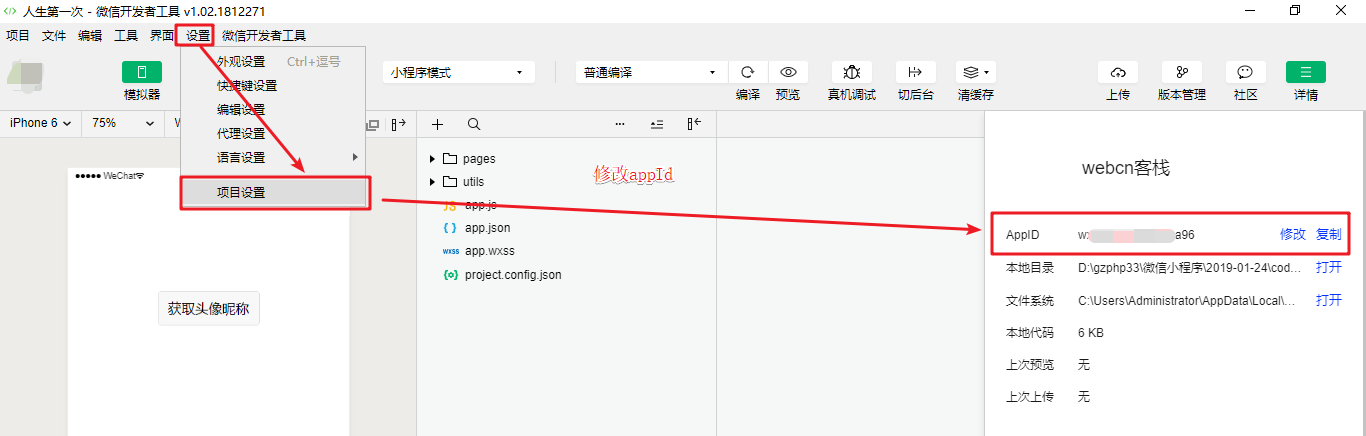 人生第一次 - 微信开发者工具 v1.02.1812271
项目 文件 编辑 工具 界面 设置 微信开发者工具
外观设置 Ctrl+逗号
快捷键设置
编辑设置
代理设置
语言设置
项目设置
模拟器
小程序模式
普通编译
编译 预览 真机调试 切后台 清缓存
上传 版本管理 社区 详情
iPhone 6 75% W
WeChat
获取头像昵称
pages
utils
JS app.js
{ } app.json
wxss app.wxss
{o} project.config.json
修改appId
webcn客栈
AppID wx a96 修改 复制
本地目录 D:\gzphp33\微信小程序\2019-01-24\cod... 打开
文件系统 C:\Users\Administrator\AppData\Local\... 打开
本地代码 6 KB
上次预览 无
上次上传 无